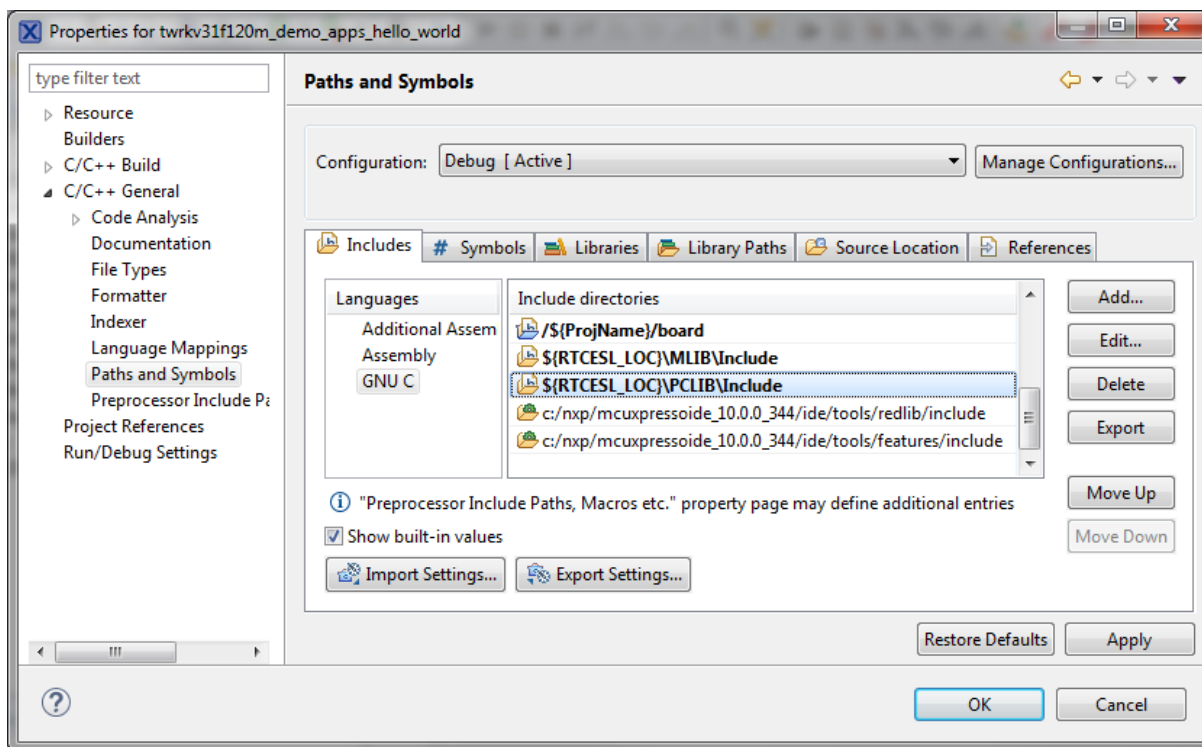 Properties for twrkv31f120m_demo_apps_hello_world
type filter text
Resource
Builders
C/C++ Build
C/C++ General
Code Analysis
Documentation
File Types
Formatter
Indexer
Language Mappings
Paths and Symbols
Preprocessor Include Pa
Project References
Run/Debug Settings
Paths and Symbols
Configuration: Debug [ Active ] Manage Configurations...
Includes # Symbols Libraries Library Paths Source Location References
Languages
Additional Assem
Assembly
GNU C
Include directories
/${ProjName}/board
${RTCESL_LOC}\MLIB\Include
${RTCESL_LOC}\PCLIB\Include
c:/nxp/mcuxpressoide_10.0.0_344/ide/tools/redlib/include
c:/nxp/mcuxpressoide_10.0.0_344/ide/tools/features/include
Add...
Edit...
Delete
Export
Move Up
Move Down
"Preprocessor Include Paths, Macros etc." property page may define additional entries
Show built-in values
Import Settings... Export Settings...
Restore Defaults Apply
OK Cancel